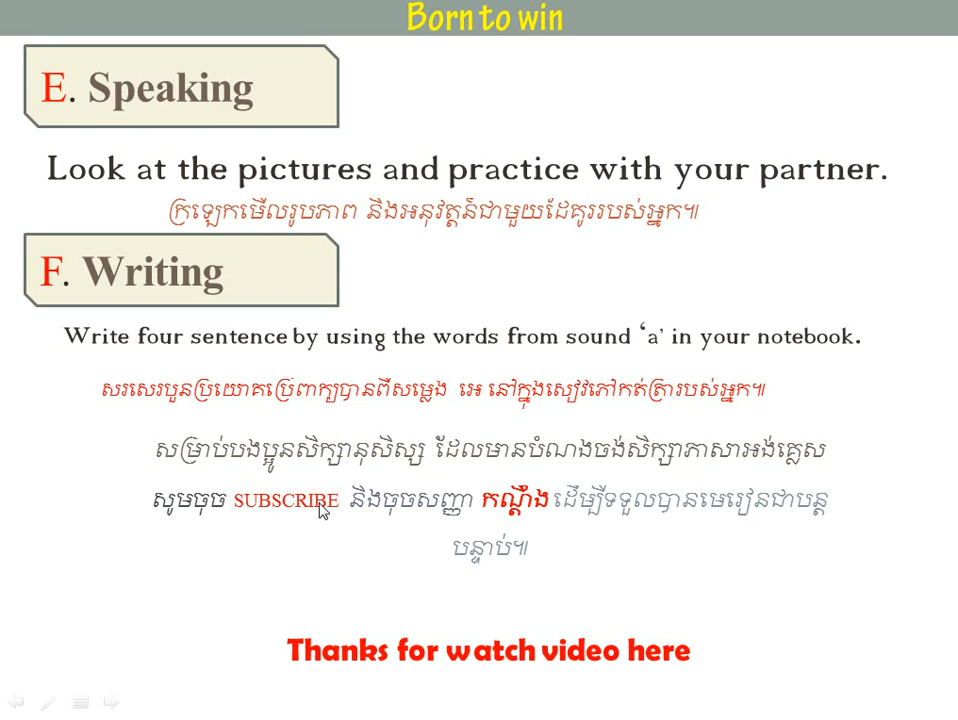 Born to win
E. Speaking
Look at the pictures and practice with your partner.
ក្រឡេកមើលរូបភាព និងអនុវត្តន៍ជាមួយដៃគូររបស់អ្នក៕
F. Writing
Write four sentence by using the words from sound ‘a’ in your notebook.
សរសេរបួនប្រយោគប្រើពាក្យបានពីសម្លេង អេ នៅក្នុងសៀវភៅកត់ត្រារបស់អ្នក៕
សម្រាប់បងប្អូនសិក្សានុសិស្ស ដែលមានបំណងចង់សិក្សាភាសាអង់គ្លេស
សូមចុច SUBSCRIBE និងចុចសញ្ញា កណ្ដឹង ដើម្បីទទួលបានមេរៀនជាបន្ត
បន្ទាប់៕
Thanks for watch video here